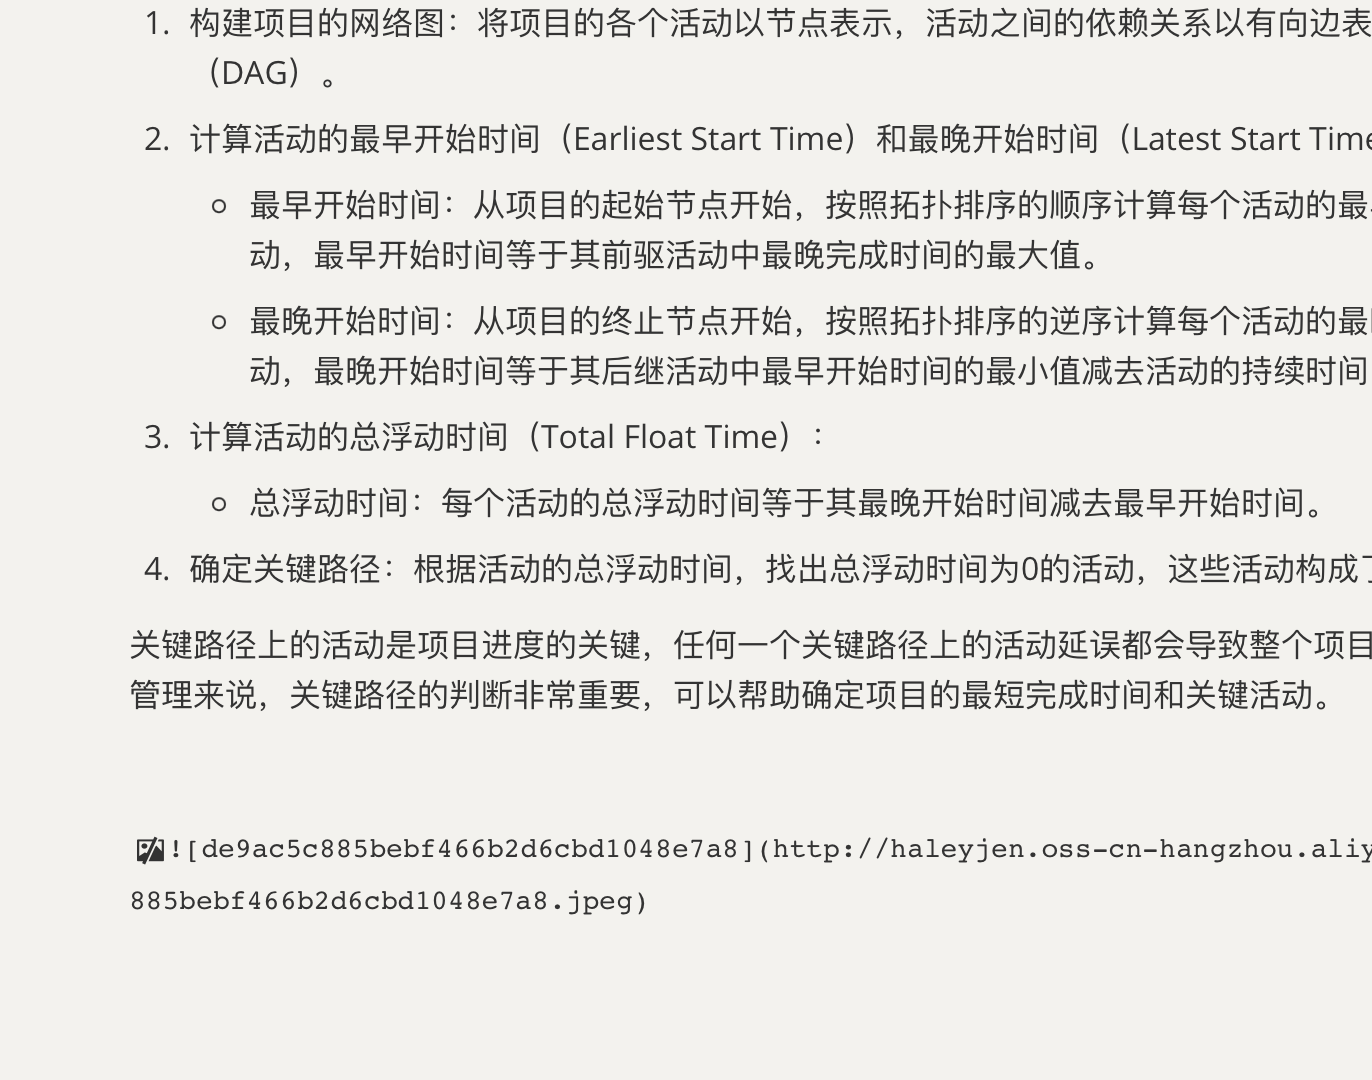 1. 构建项目的网络图：将项目的各个活动以节点表示，活动之间的依赖关系以有向边表
（DAG）。
2. 计算活动的最早开始时间（Earliest Start Time）和最晚开始时间（Latest Start Time
最早开始时间：从项目的起始节点开始，按照拓扑排序的顺序计算每个活动的最
动，最早开始时间等于其前驱活动中最晚完成时间的最大值。
最晚开始时间：从项目的终止节点开始，按照拓扑排序的逆序计算每个活动的最
动，最晚开始时间等于其后继活动中最早开始时间的最小值减去活动的持续时间
3. 计算活动的总浮动时间（Total Float Time）：
总浮动时间：每个活动的总浮动时间等于其最晚开始时间减去最早开始时间。
4. 确定关键路径：根据活动的总浮动时间，找出总浮动时间为0的活动，这些活动构成了
关键路径上的活动是项目进度的关键，任何一个关键路径上的活动延误都会导致整个项目
管理来说，关键路径的判断非常重要，可以帮助确定项目的最短完成时间和关键活动。
![de9ac5c885bebf466b2d6cbd1048e7a8](http://haleyjen.oss-cn-hangzhou.aliy
885bebf466b2d6cbd1048e7a8.jpeg)